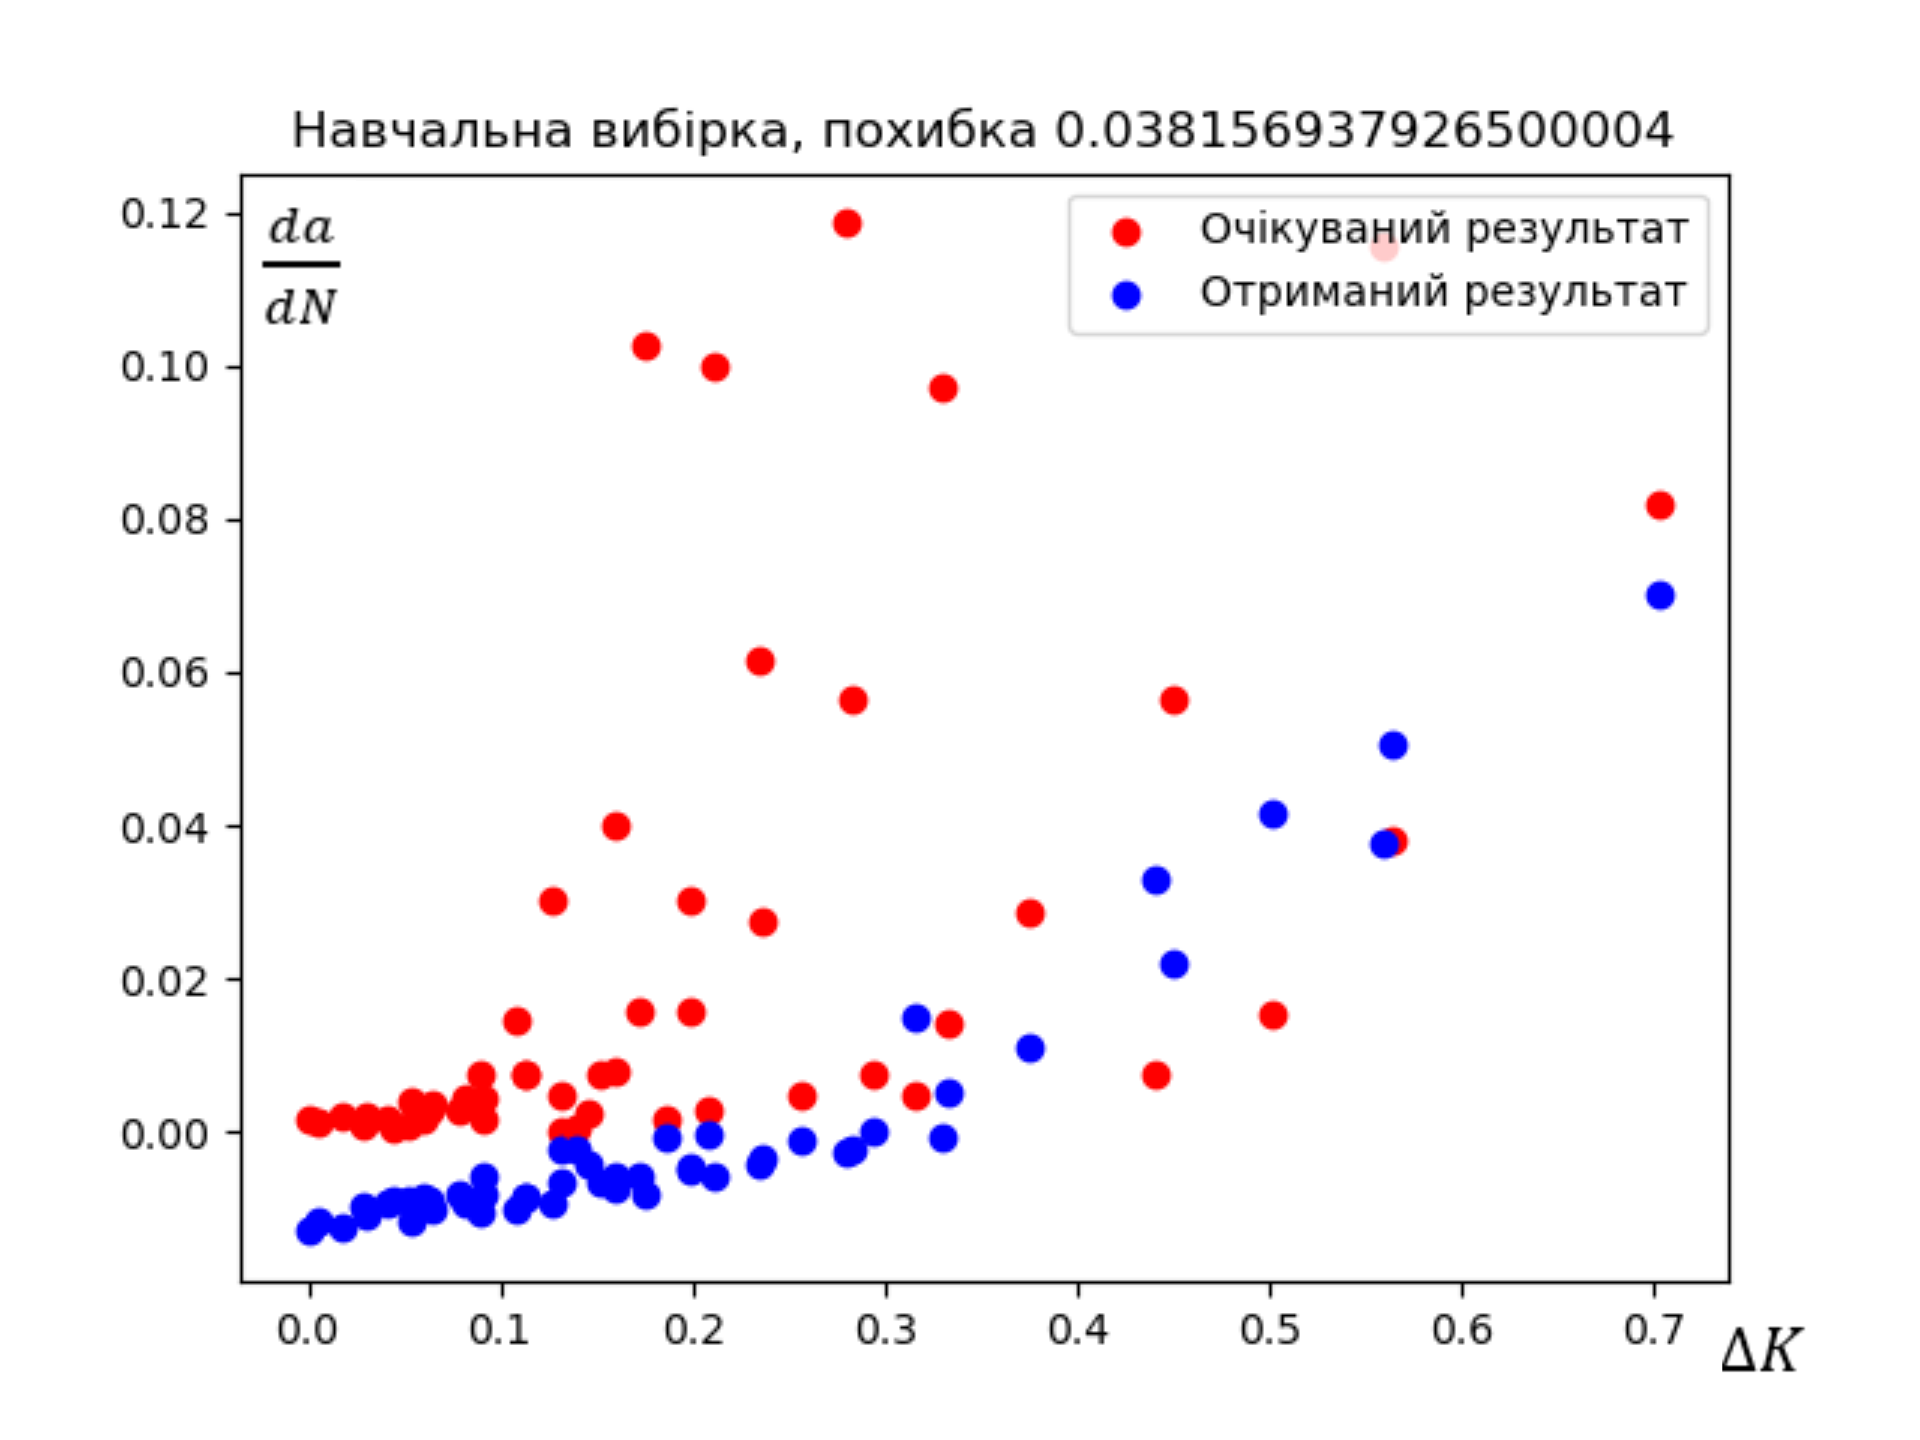 Навчальна вибірка, похибка 0.038156937926500004
da
dN
Очікуваний результат
Отриманий результат
0.12
0.10
0.08
0.06
0.04
0.02
0.00
0.0 0.1 0.2 0.3 0.4 0.5 0.6 0.7
ΔK